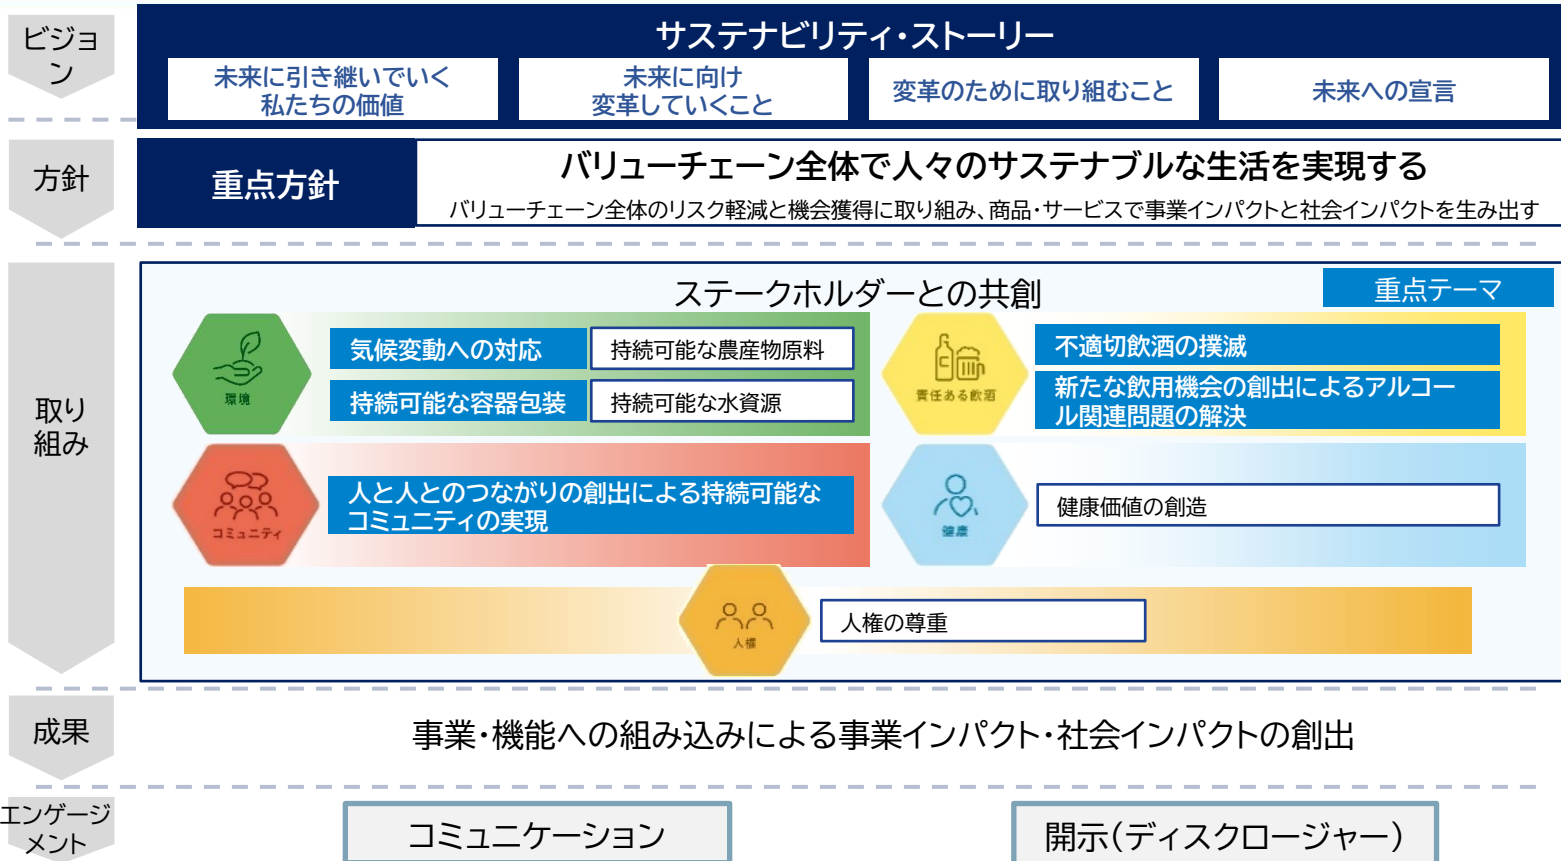 ビジョ
ン
サステナビリティ・ストーリー
未来に引き継いでいく
私たちの価値
未来に向け
変革していくこと
変革のために取り組むこと
未来への宣言
方針
重点方針
バリューチェーン全体で人々のサステナブルな生活を実現する
バリューチェーン全体のリスク軽減と機会獲得に取り組み、商品・サービスで事業インパクトと社会インパクトを生み出す
取り
組み
ステークホルダーとの共創
重点テーマ
環境
気候変動への対応
持続可能な農産物原料
持続可能な容器包装
持続可能な水資源
責任ある飲酒
不適切飲酒の撲滅
新たな飲用機会の創出によるアルコー
ル関連問題の解決
コミュニティ
人と人とのつながりの創出による持続可能な
コミュニティの実現
健康
健康価値の創造
人権
人権の尊重
成果
事業・機能への組み込みによる事業インパクト・社会インパクトの創出
エンゲージ
メント
コミュニケーション
開示(ディスクロージャー)